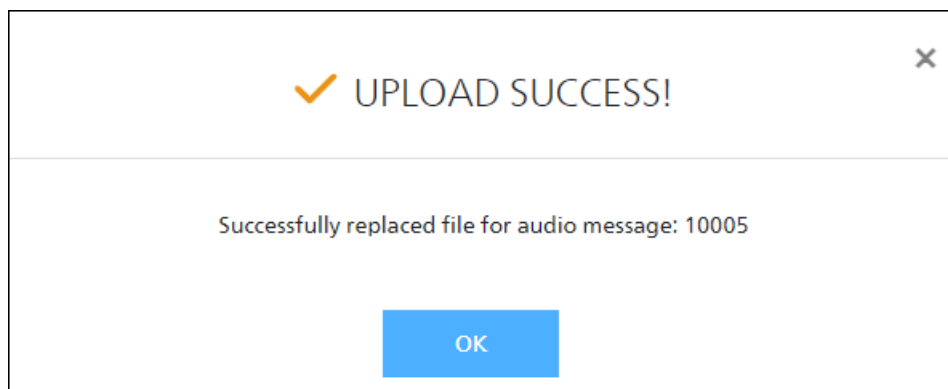 UPLOAD SUCCESS!
Successfully replaced file for audio message: 10005
OK